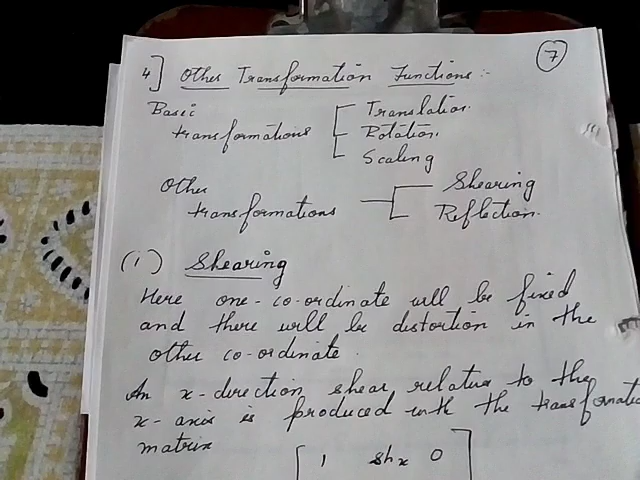 7
4] Other Transformation Functions :-
Basic
transformations
Translation.
Rotation.
Scaling
Other
transformations
Shearing
Reflection.
(1) Shearing
Here one-co-ordinate will be fixed
and there will be distortion in the
other co-ordinate.
An x-direction shear relative to the
x-axis is produced with the
matrix
1 shx 0